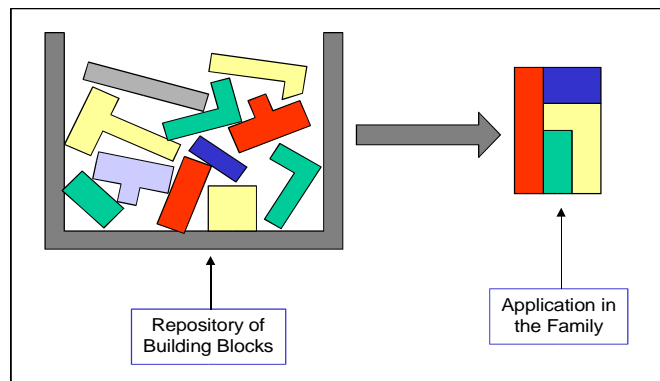 Repository of
Building Blocks
Application in
the Family